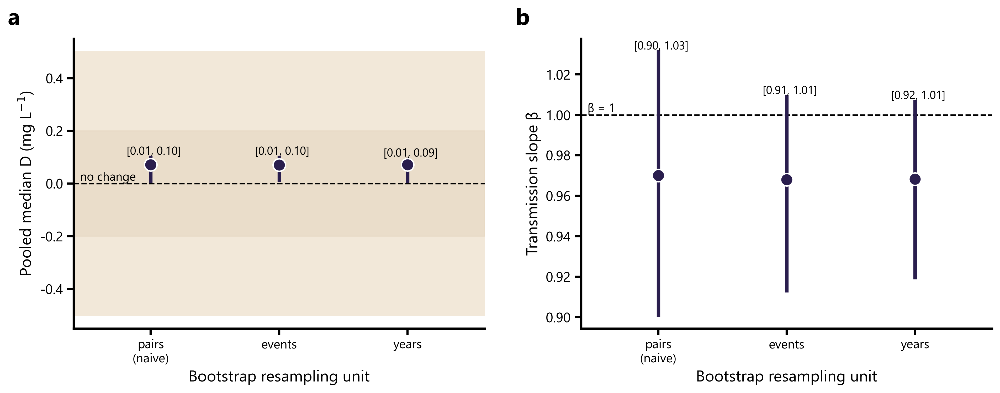 a
Pooled median D (mg L⁻¹)
0.4
0.2
0.0
-0.2
-0.4
[0.01, 0.10]
[0.01, 0.10]
[0.01, 0.09]
no change
pairs
(naive)
events
years
Bootstrap resampling unit
b
Transmission slope β
1.02
1.00
0.98
0.96
0.94
0.92
0.90
[0.90, 1.03]
[0.91, 1.01]
[0.92, 1.01]
β = 1
pairs
(naive)
events
years
Bootstrap resampling unit